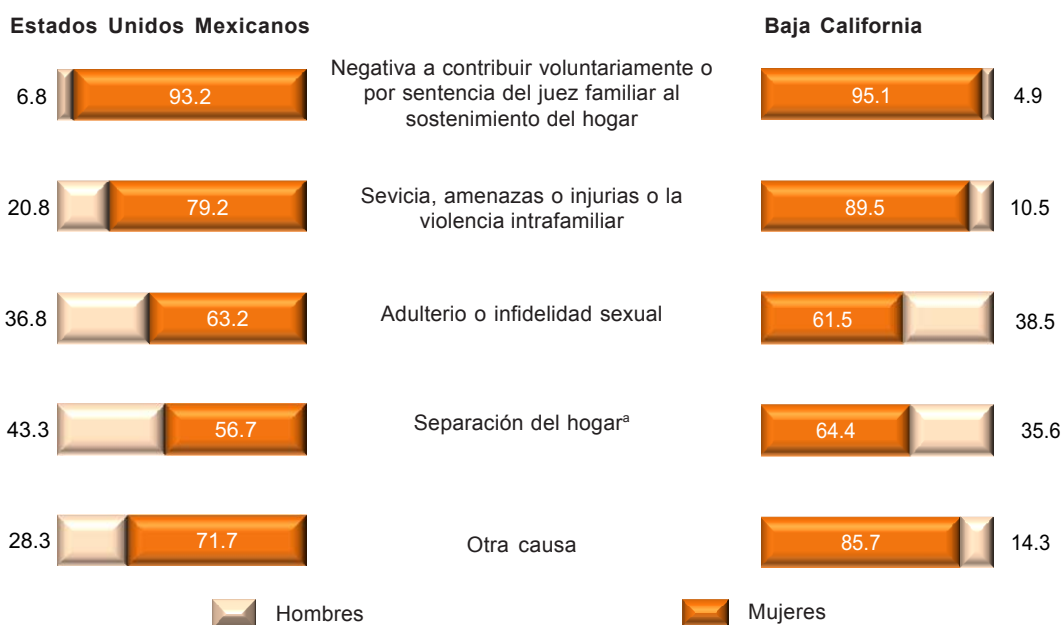 Estados Unidos Mexicanos
Baja California
6.8
93.2
Negativa a contribuir voluntariamente o
por sentencia del juez familiar al
sostenimiento del hogar
95.1
4.9
20.8
79.2
Sevicia, amenazas o injurias o la
violencia intrafamiliar
89.5
10.5
36.8
63.2
Adulterio o infidelidad sexual
61.5
38.5
43.3
56.7
Separación del hogarª
64.4
35.6
28.3
71.7
Otra causa
85.7
14.3
Hombres
Mujeres